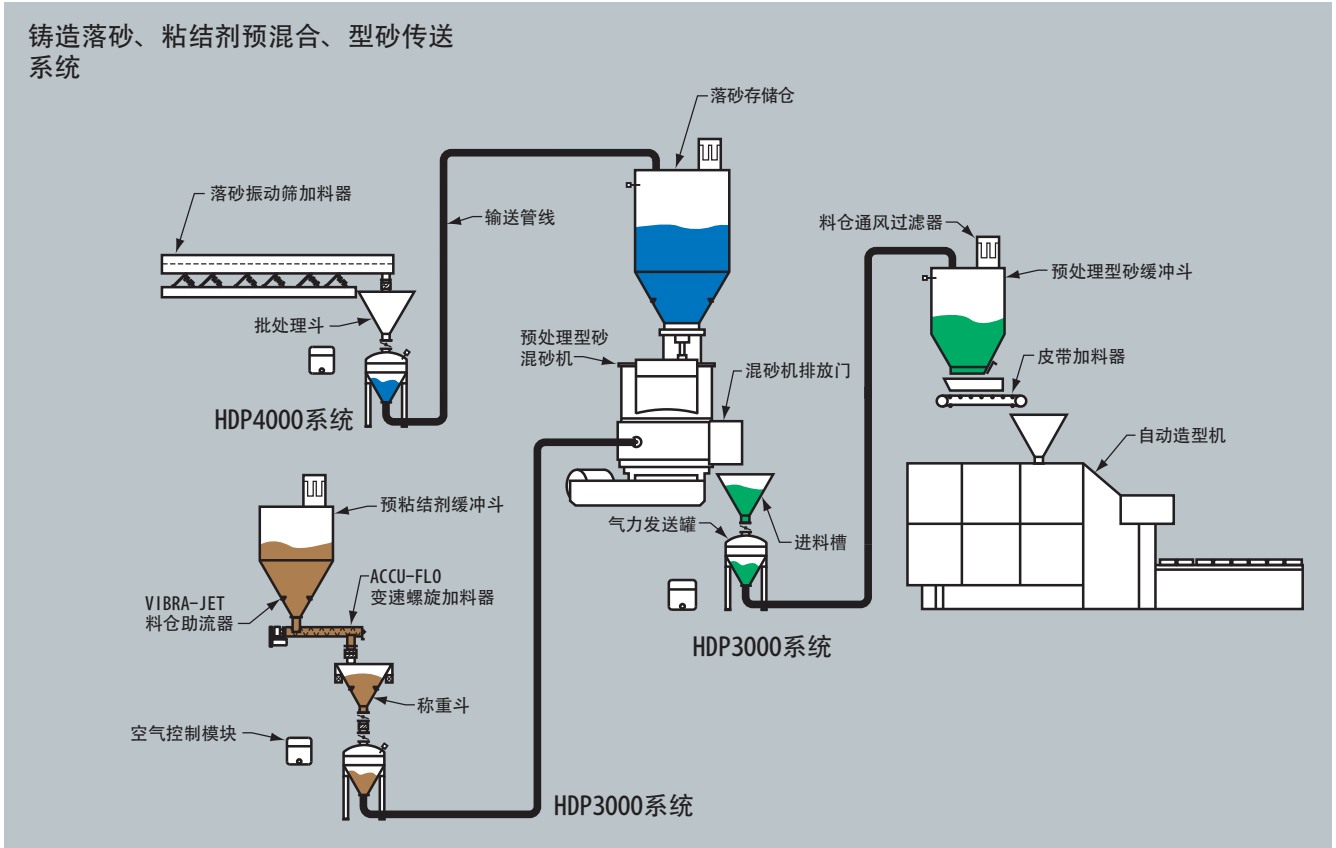 铸造落砂、粘结剂预混合、型砂传送
系统
落砂存储仓
落砂振动筛加料器
输送管线
料仓通风过滤器
预处理型砂缓冲斗
批处理斗
预处理型砂
混砂机
混砂机排放门
皮带加料器
HDP4000系统
自动造型机
预粘结剂缓冲斗
气力发送罐
进料槽
ACCU-FLO
变速螺旋加料器
VIBRA-JET
料仓助流器
HDP3000系统
称重斗
空气控制模块
HDP3000系统